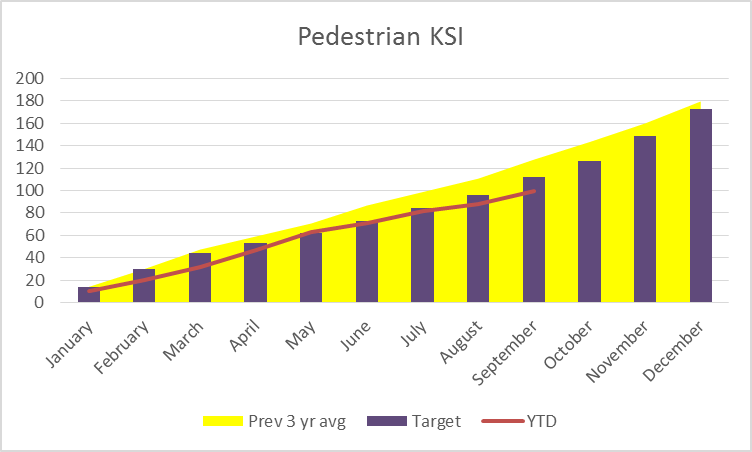 Pedestrian KSI
200
180
160
140
120
100
80
60
40
20
0
January
February
March
April
May
June
July
August
September
October
November
December
Prev 3 yr avg
Target
YTD